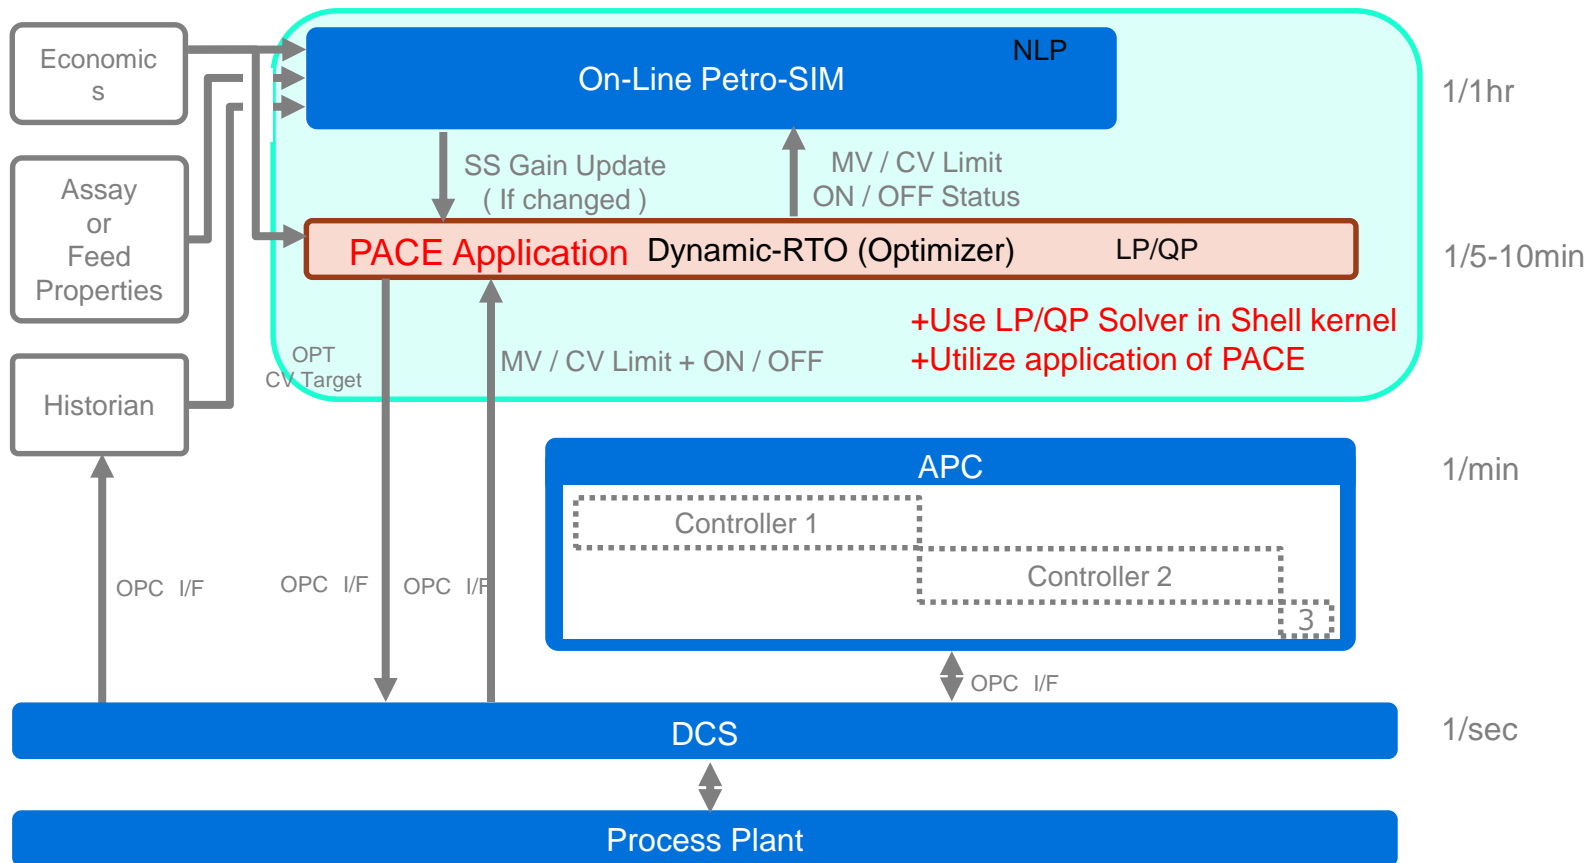 Economic
s
NLP
On-Line Petro-SIM
1/1hr
Assay
or
Feed
Properties
SS Gain Update
( If changed )
MV / CV Limit
ON / OFF Status
PACE Application Dynamic-RTO (Optimizer) LP/QP
1/5-10min
+Use LP/QP Solver in Shell kernel
+Utilize application of PACE
OPT
CV Target
MV / CV Limit + ON / OFF
Historian
APC
1/min
Controller 1
Controller 2
3
OPC I/F
OPC I/F
OPC I/F
OPC I/F
DCS
1/sec
Process Plant